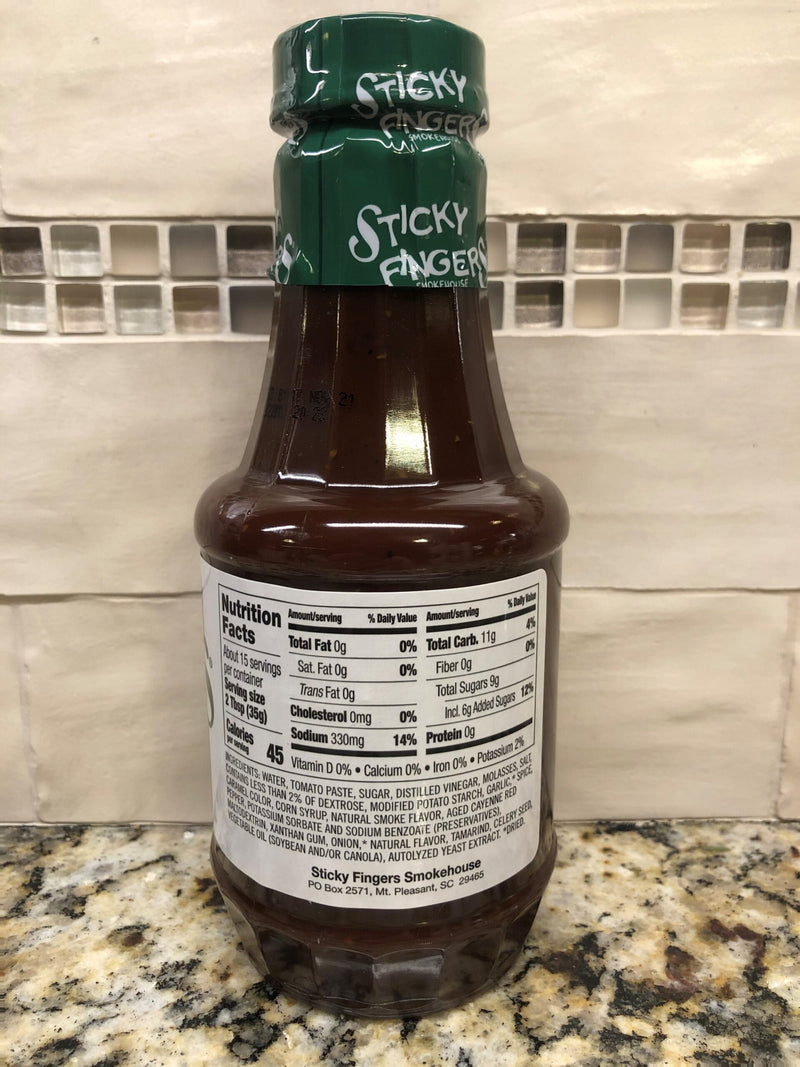 STICKY
FINGERS
SMOKEHOUSE
STICKY
FINGERS
SMOKEHOUSE
Nutrition
Facts
About 15 servings
per container
Serving size
2 Tbsp (35g)
Calories
per serving
45
Amount/serving % Daily Value
Total Fat 0g 0%
Sat. Fat 0g 0%
Trans Fat 0g
Cholesterol 0mg 0%
Sodium 330mg 14%
Amount/serving % Daily Value
Total Carb. 11g 4%
Fiber 0g 0%
Total Sugars 9g
Incl. 6g Added Sugars 12%
Protein 0g
Vitamin D 0% • Calcium 0% • Iron 0% • Potassium 2%
INGREDIENTS: WATER, TOMATO PASTE, SUGAR, DISTILLED VINEGAR, MOLASSES, SALT,
CONTAINS LESS THAN 2% OF DEXTROSE, MODIFIED POTATO STARCH, GARLIC,* SPICE,
CARAMEL COLOR, CORN SYRUP, NATURAL SMOKE FLAVOR, AGED CAYENNE RED
PEPPER, POTASSIUM SORBATE AND SODIUM BENZOATE (PRESERVATIVES),
MALTODEXTRIN, XANTHAN GUM, ONION,* NATURAL FLAVOR, TAMARIND, CELERY SEED,
VEGETABLE OIL (SOYBEAN AND/OR CANOLA), AUTOLYZED YEAST EXTRACT. *DRIED.
Sticky Fingers Smokehouse
PO Box 2571, Mt. Pleasant, SC 29465